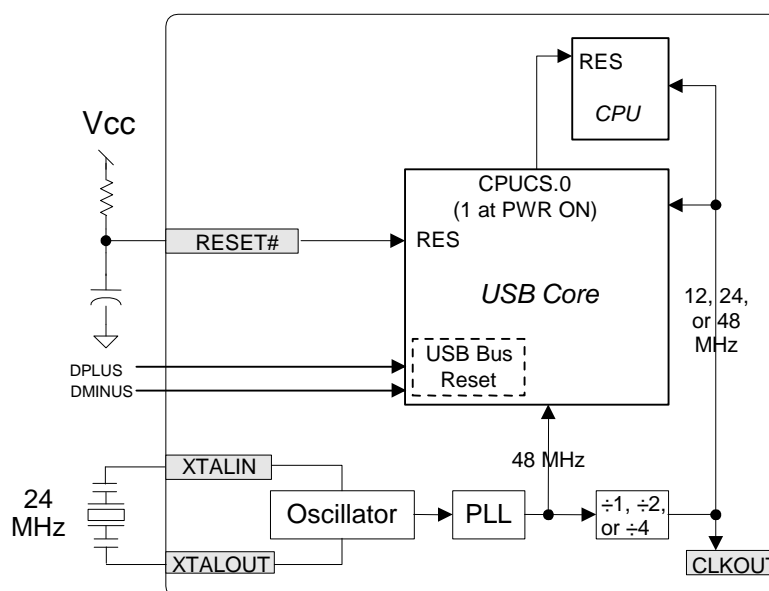 RES
CPU
Vcc
CPUCS.0
(1 at PWR ON)
RESET#
RES
USB Core
12, 24,
or 48
MHz
USB Bus
Reset
DPLUS
DMINUS
XTALIN
48 MHz
24
MHz
Oscillator
PLL
÷1, ÷2,
or ÷4
XTALOUT
CLKOUT